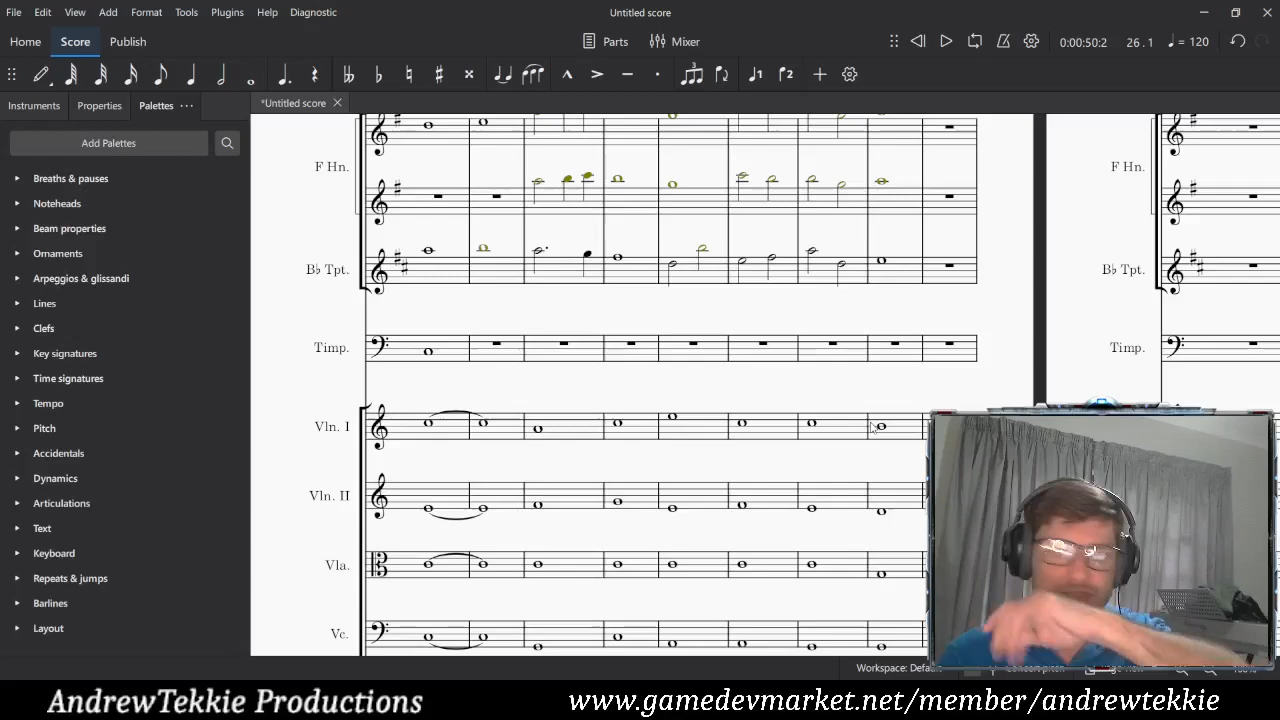 File Edit View Add Format Tools Plugins Help Diagnostic Untitled score
Home Score Publish Parts Mixer 0:00:50:2 26 . 1 = 120
Instruments Properties Palettes *Untitled score
Add Palettes
Breaths & pauses
Noteheads
Beam properties
Ornaments
Arpeggios & glissandi
Lines
Clefs
Key signatures
Time signatures
Tempo
Pitch
Accidentals
Dynamics
Articulations
Text
Keyboard
Repeats & jumps
Barlines
Layout
F Hn.
B♭ Tpt.
Timp.
Vln. I
Vln. II
Vla.
Vc.
F Hn.
B♭ Tpt.
Timp.
Workspace: Defau
AndrewTekkie Productions www.gamedevmarket.net/member/andrewtekkie